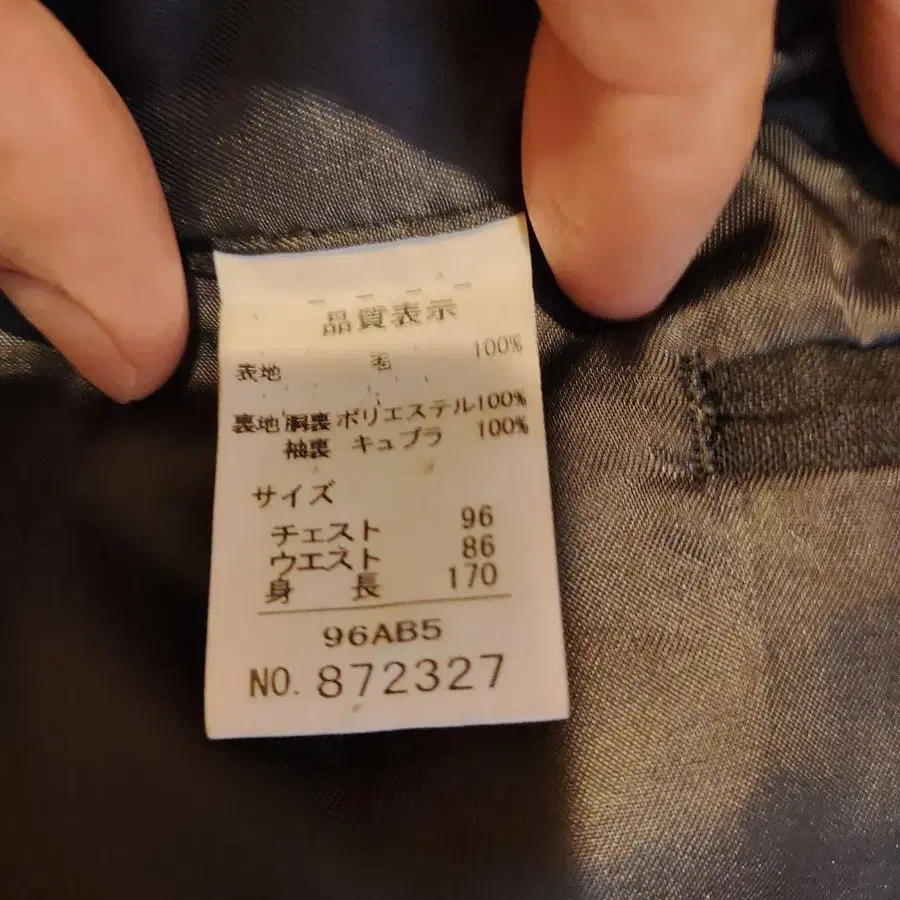 品質表示
表地 毛 100%
裏地 胴裏 ポリエステル100%
袖裏 キュプラ 100%
サイズ
チェスト 96
ウエスト 86
身長 170
96AB5
NO. 872327